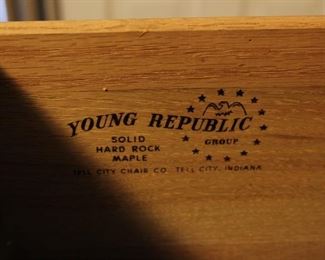 YOUNG REPUBLIC
GROUP
SOLID
HARD ROCK
MAPLE
TELL CITY CHAIR CO. TELL CITY, INDIANA